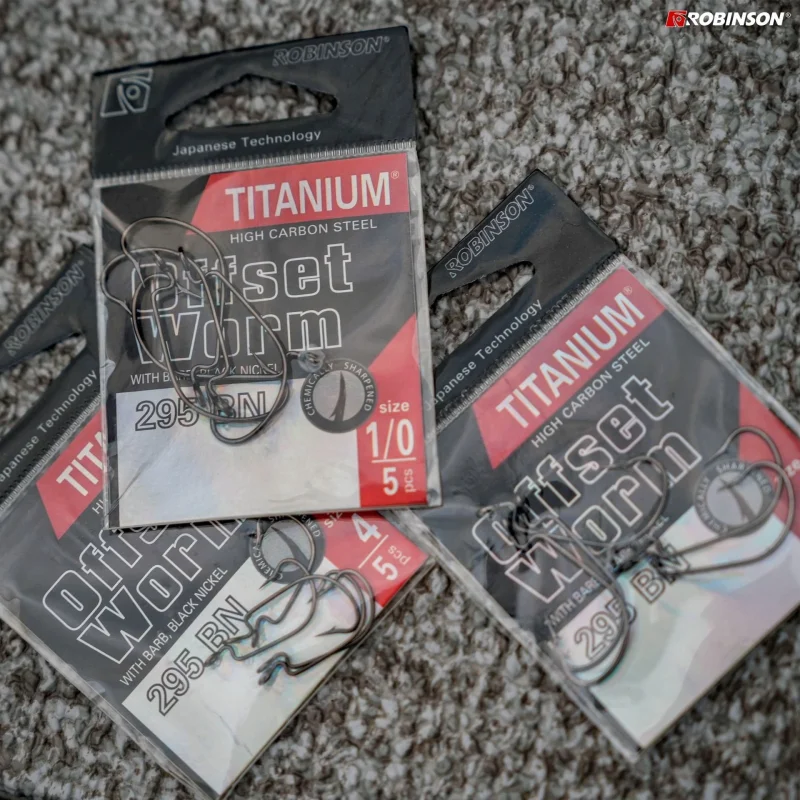 ROBINSON®
ROBINSON®
Japanese Technology
TITANIUM®
HIGH CARBON STEEL
Offset
Worm
WITH BARB, BLACK NICKEL
295 BN
CHEMICALLY SHARPENED
size
1/0
5
pcs
ROBINSON
Japanese Technology
Offset
Worm
WITH BARB, BLACK NICKEL
295 BN
4
5
pcs
ROBINSON®
Japanese Technology
TITANIUM®
HIGH CARBON STEEL
Offset
Worm
WITH BARB
295 BN
CHEMICALLY SHARPENED